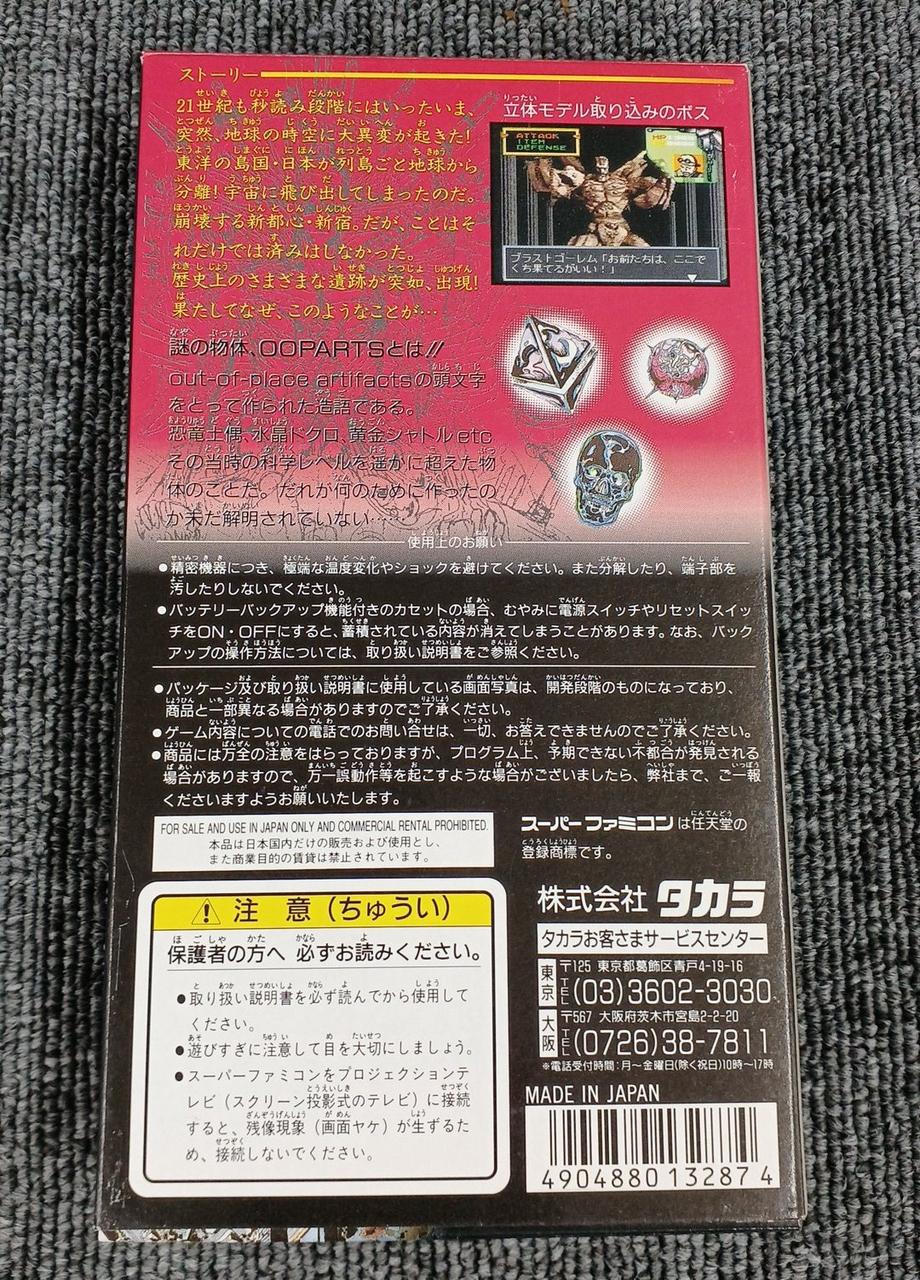 ストーリー
21世紀も秒読み段階にはいったいま、
突然、地球の時空に大異変が起きた!
東洋の島国・日本が列島ごと地球から
分離!宇宙に飛び出してしまったのだ。
崩壊する新都心・新宿。だが、ことはそ
れだけでは済みはしなかった。
歴史上のさまざまな遺跡が突如、出現!
果たしてなぜ、このようなことが…
立体モデル取り込みのボス
ATTACK
ITEM
DEFENSE
HP
ブラストゴーレム「お前たちは、ここで
くち果てるがいい!」
謎の物体、OOPARTSとは!!
out-of-place artifactsの頭文字
をとって作られた造語である。
恐竜土偶、水晶ドクロ、黄金シャトルetc
その当時の科学レベルを遥かに超えた物
体のことだ。だれが何のために作ったの
か未だ解明されていない……
使用上のお願い
●精密機器につき、極端な温度変化やショックを避けてください。また分解したり、端子部を
汚したりしないでください。
●バッテリーバックアップ機能付きのカセットの場合、むやみに電源スイッチやリセットスイッ
チをON・OFFにすると、蓄積されている内容が消えてしまうことがあります。なお、バック
アップの操作方法については、取り扱い説明書をご参照ください。
●パッケージ及び取り扱い説明書に使用している画面写真は、開発段階のものになっており、
商品と一部異なる場合がありますのでご了承ください。
●ゲーム内容についての電話でのお問い合せは、一切、お答えできませんのでご了承ください。
●商品には万全の注意をはらっておりますが、プログラム上、予期できない不都合が発見される
場合がありますので、万一誤動作等を起こすような場合がございましたら、弊社まで、ご一報
くださいますようお願いいたします。
FOR SALE AND USE IN JAPAN ONLY AND COMMERCIAL RENTAL PROHIBITED.
本品は日本国内だけの販売および使用とし、
また商業目的の賃貸は禁止されています。
スーパーファミコンは任天堂の
登録商標です。
注 意(ちゅうい)
保護者の方へ 必ずお読みください。
●取り扱い説明書を必ず読んでから使用して
ください。
●遊びすぎに注意して目を大切にしましょう。
●スーパーファミコンをプロジェクションテ
レビ(スクリーン投影式のテレビ)に接続
すると、残像現象(画面ヤケ)が生ずるた
め、接続しないでください。
株式会社 タカラ
タカラお客さまサービスセンター
東京 〒125 東京都葛飾区青戸4-19-16
TEL(03)3602-3030
大阪 〒567 大阪府茨木市宮島2-2-20
TEL(0726)38-7811
※電話受付時間:月〜金曜日(除く祝日)10時〜17時
MADE IN JAPAN
4904880132874